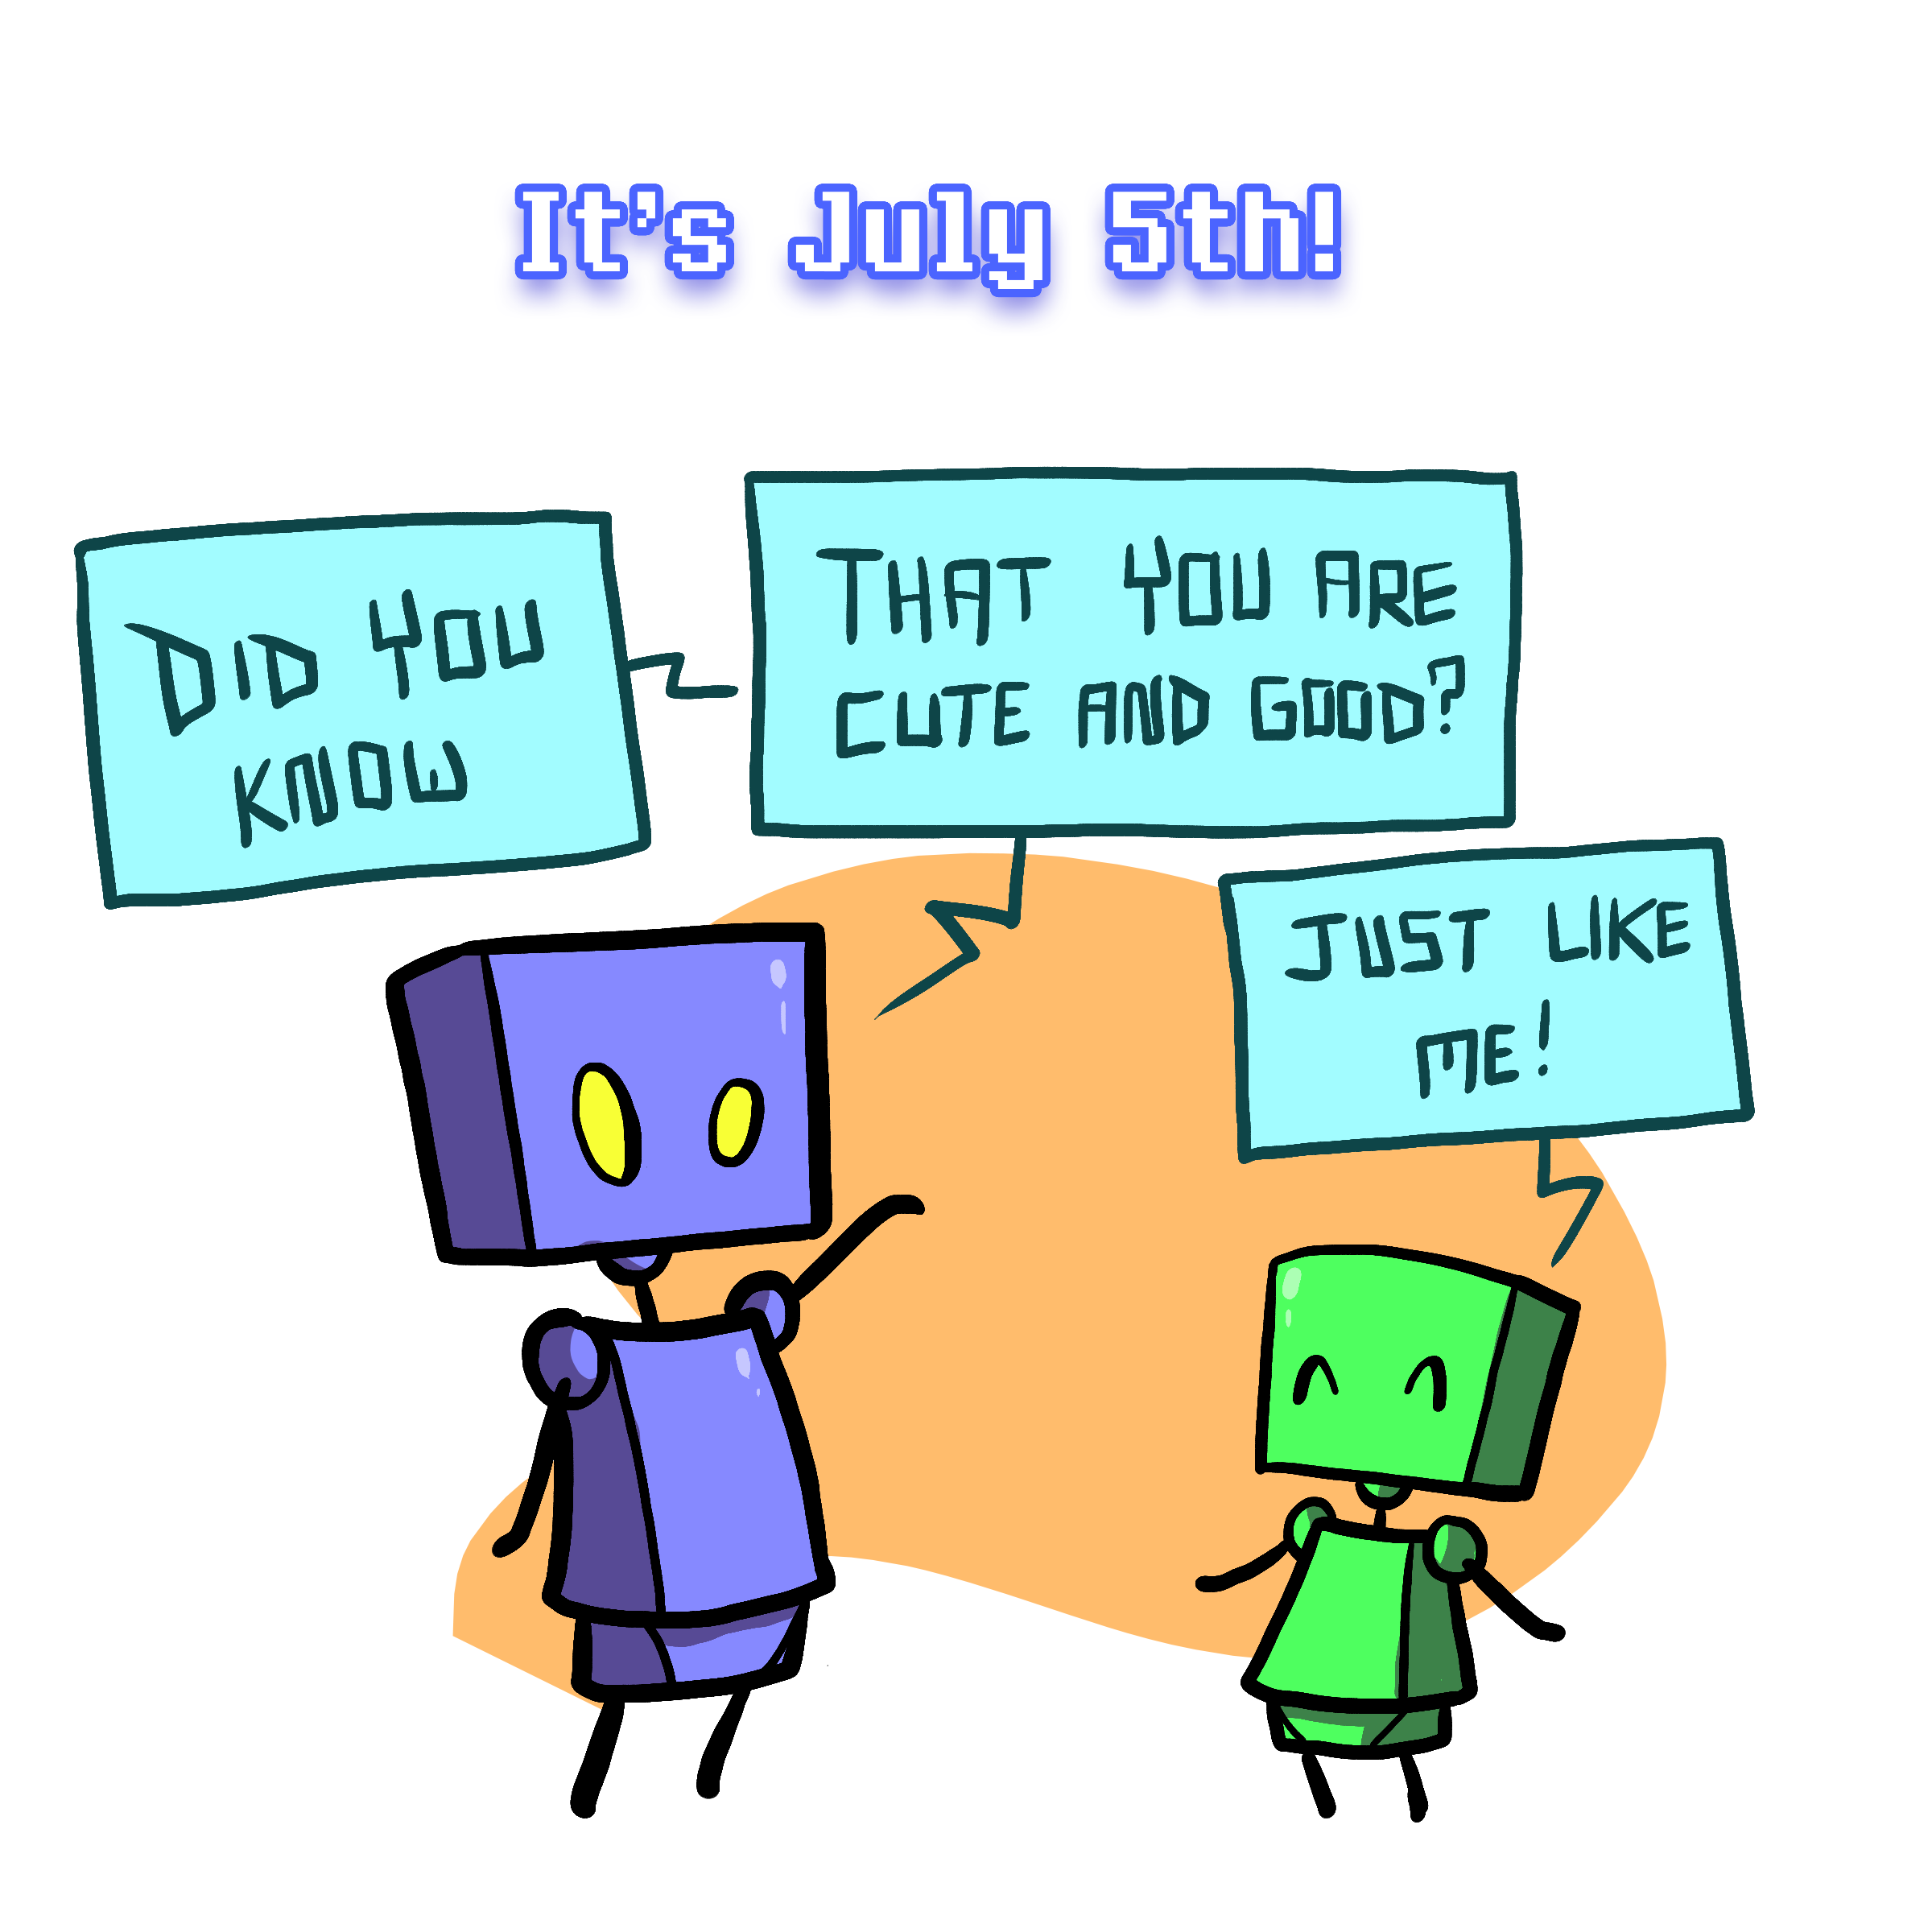 It's July 5th!
DID YOU
KNOW
THAT YOU ARE
CUTE AND GOOD?
JUST LIKE
ME!